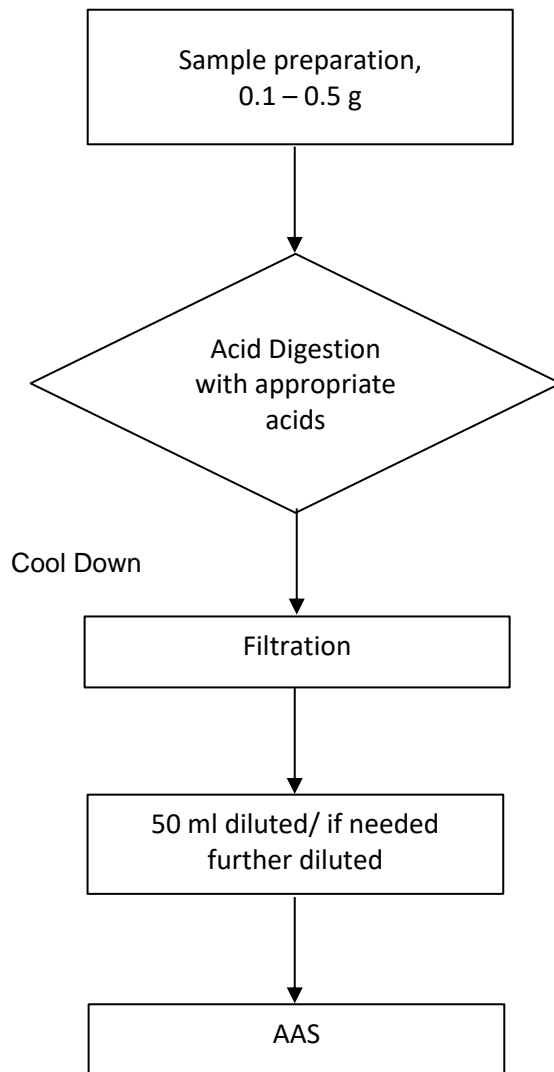 Sample preparation,
0.1 – 0.5 g
Acid Digestion
with appropriate
acids
Cool Down
Filtration
50 ml diluted/ if needed
further diluted
AAS